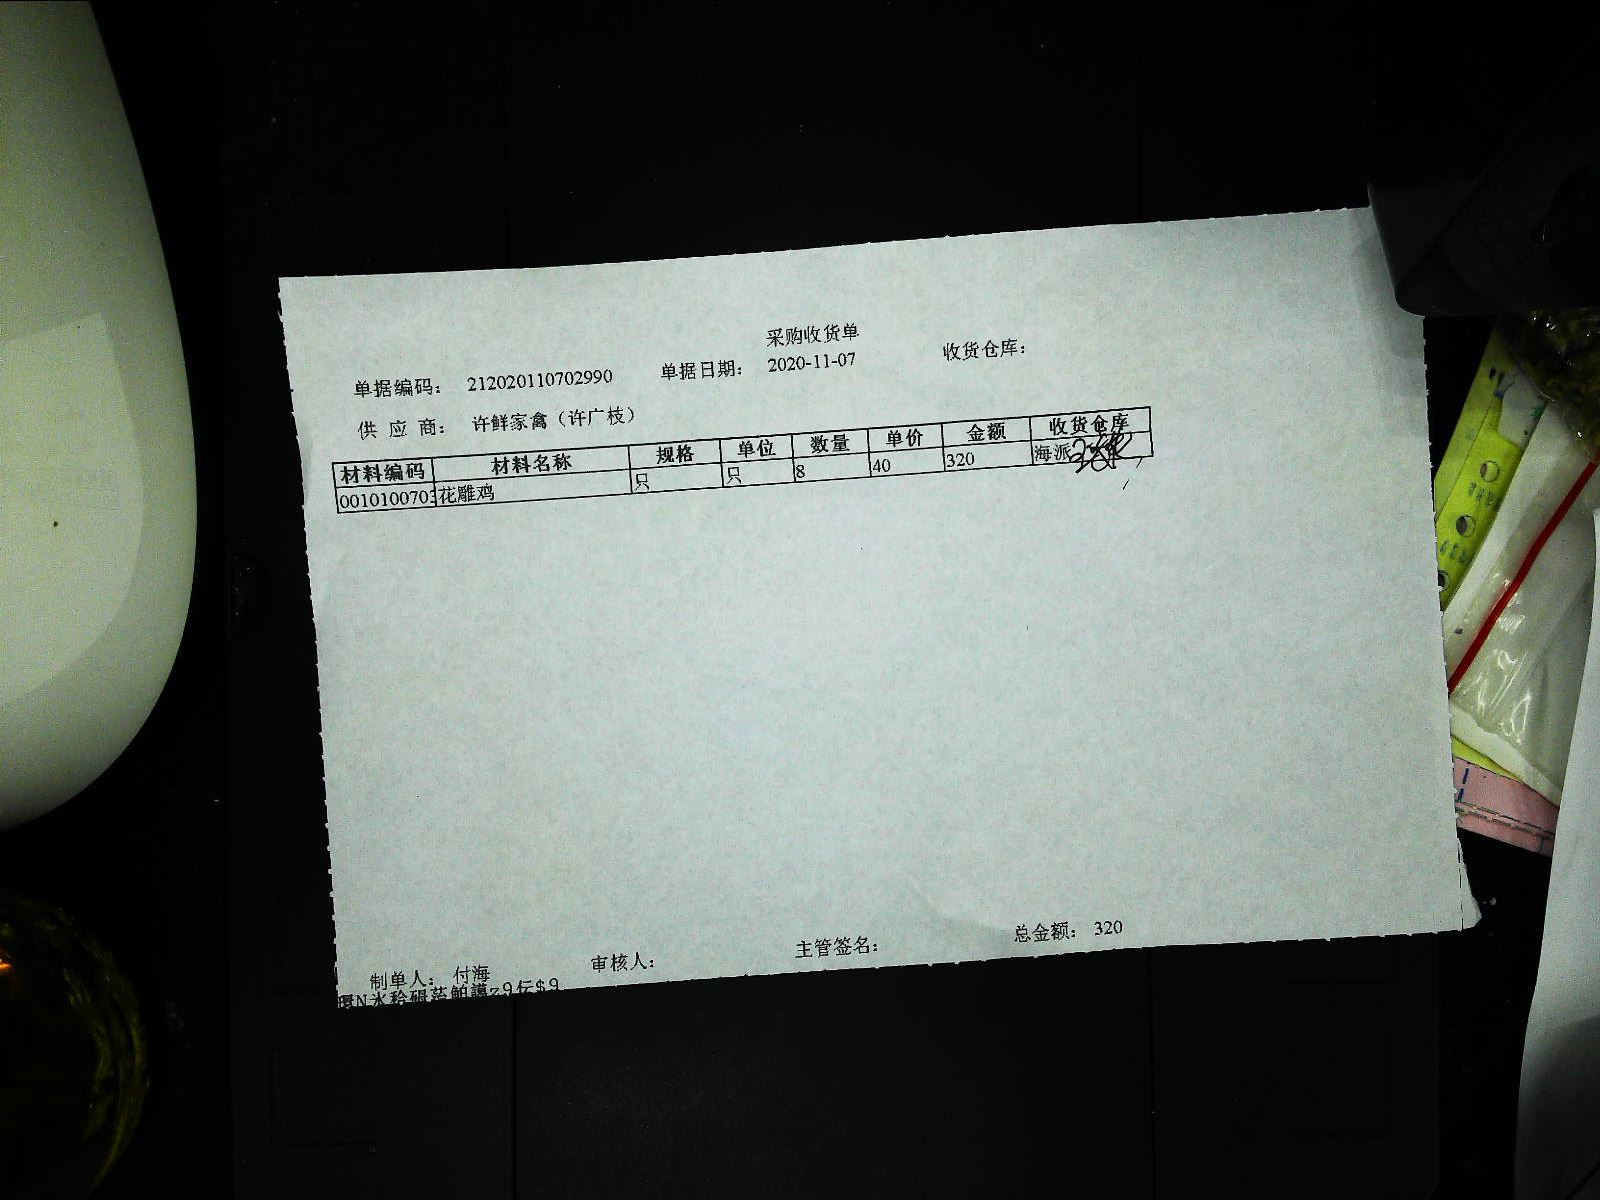 采购收货单
单据编码： 212020110702990 单据日期： 2020-11-07 收货仓库：
供 应 商： 许鲜家禽（许广枝）
材料编码 材料名称 规格 单位 数量 单价 金额 收货仓库
0010100703 花雕鸡 只 只 8 40 320 海派
制单人： 付海 审核人： 主管签名： 总金额： 320